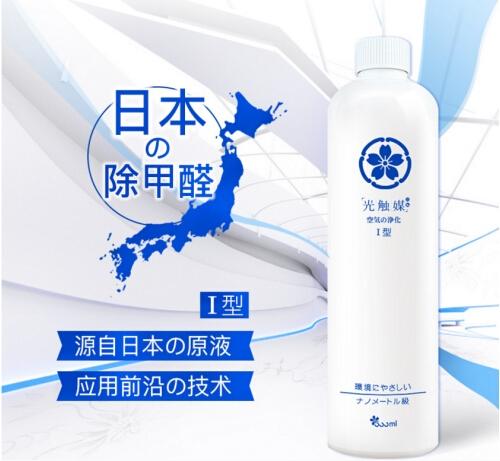 日本
の
除甲醛
I型
源自日本の原液
应用前沿の技术
光触媒
空気の浄化
I型
環境にやさしい
ナノメートル級